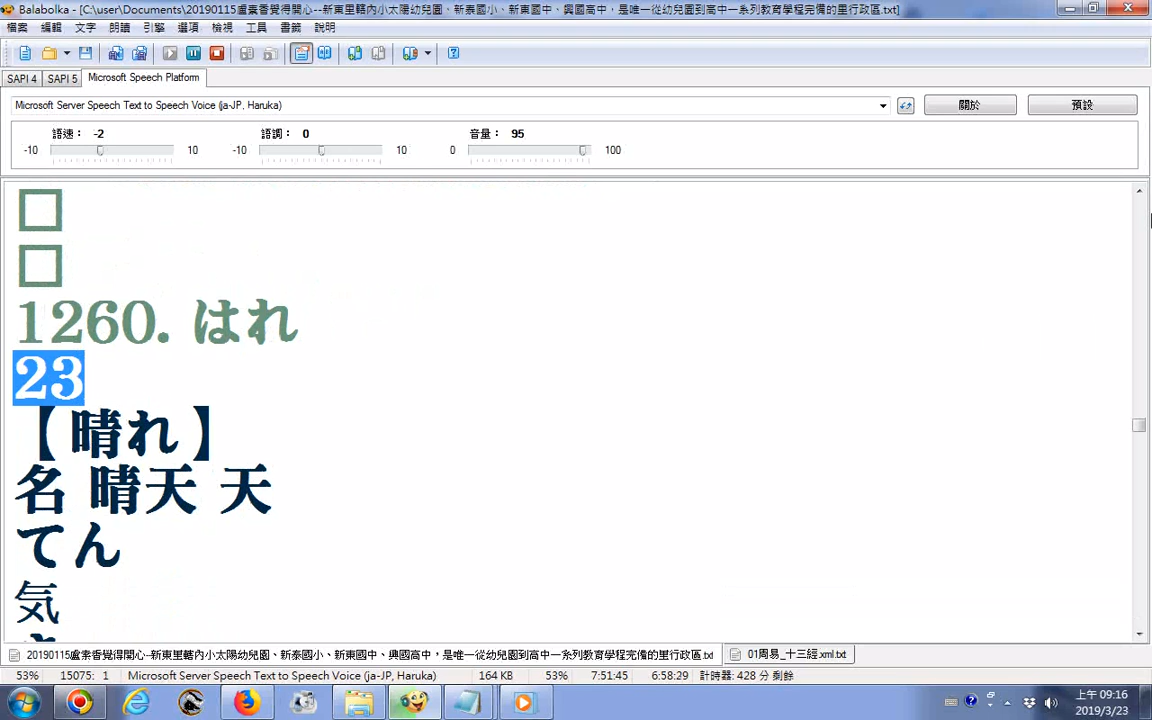 Balabolka - [C:\user\Documents\20190115盧素香覺得開心--新東里轄內小太陽幼兒園、新泰國小、新東國中、興國高中，是唯一從幼兒園到高中一系列教育學程完備的里行政區.txt]
檔案 編輯 文字 朗讀 引擎 選項 檢視 工具 書籤 說明
SAPI 4 SAPI 5 Microsoft Speech Platform
Microsoft Server Speech Text to Speech Voice (ja-JP, Haruka) 關於 預設
語速： -2 語調： 0 音量： 95
-10 10 -10 10 0 100
□
□
1260. はれ
23
【晴れ】
名 晴天 天
てん
気
20190115盧素香覺得開心--新東里轄內小太陽幼兒園、新泰國小、新東國中、興國高中，是唯一從幼兒園到高中一系列教育學程完備的里行政區.txt 01周易_十三經.xml.txt
53% 15075: 1 Microsoft Server Speech Text to Speech Voice (ja-JP, Haruka) 164 KB 53% 7:51:45 6:58:29 計時器: 428 分 剩餘
上午 09:16
2019/3/23